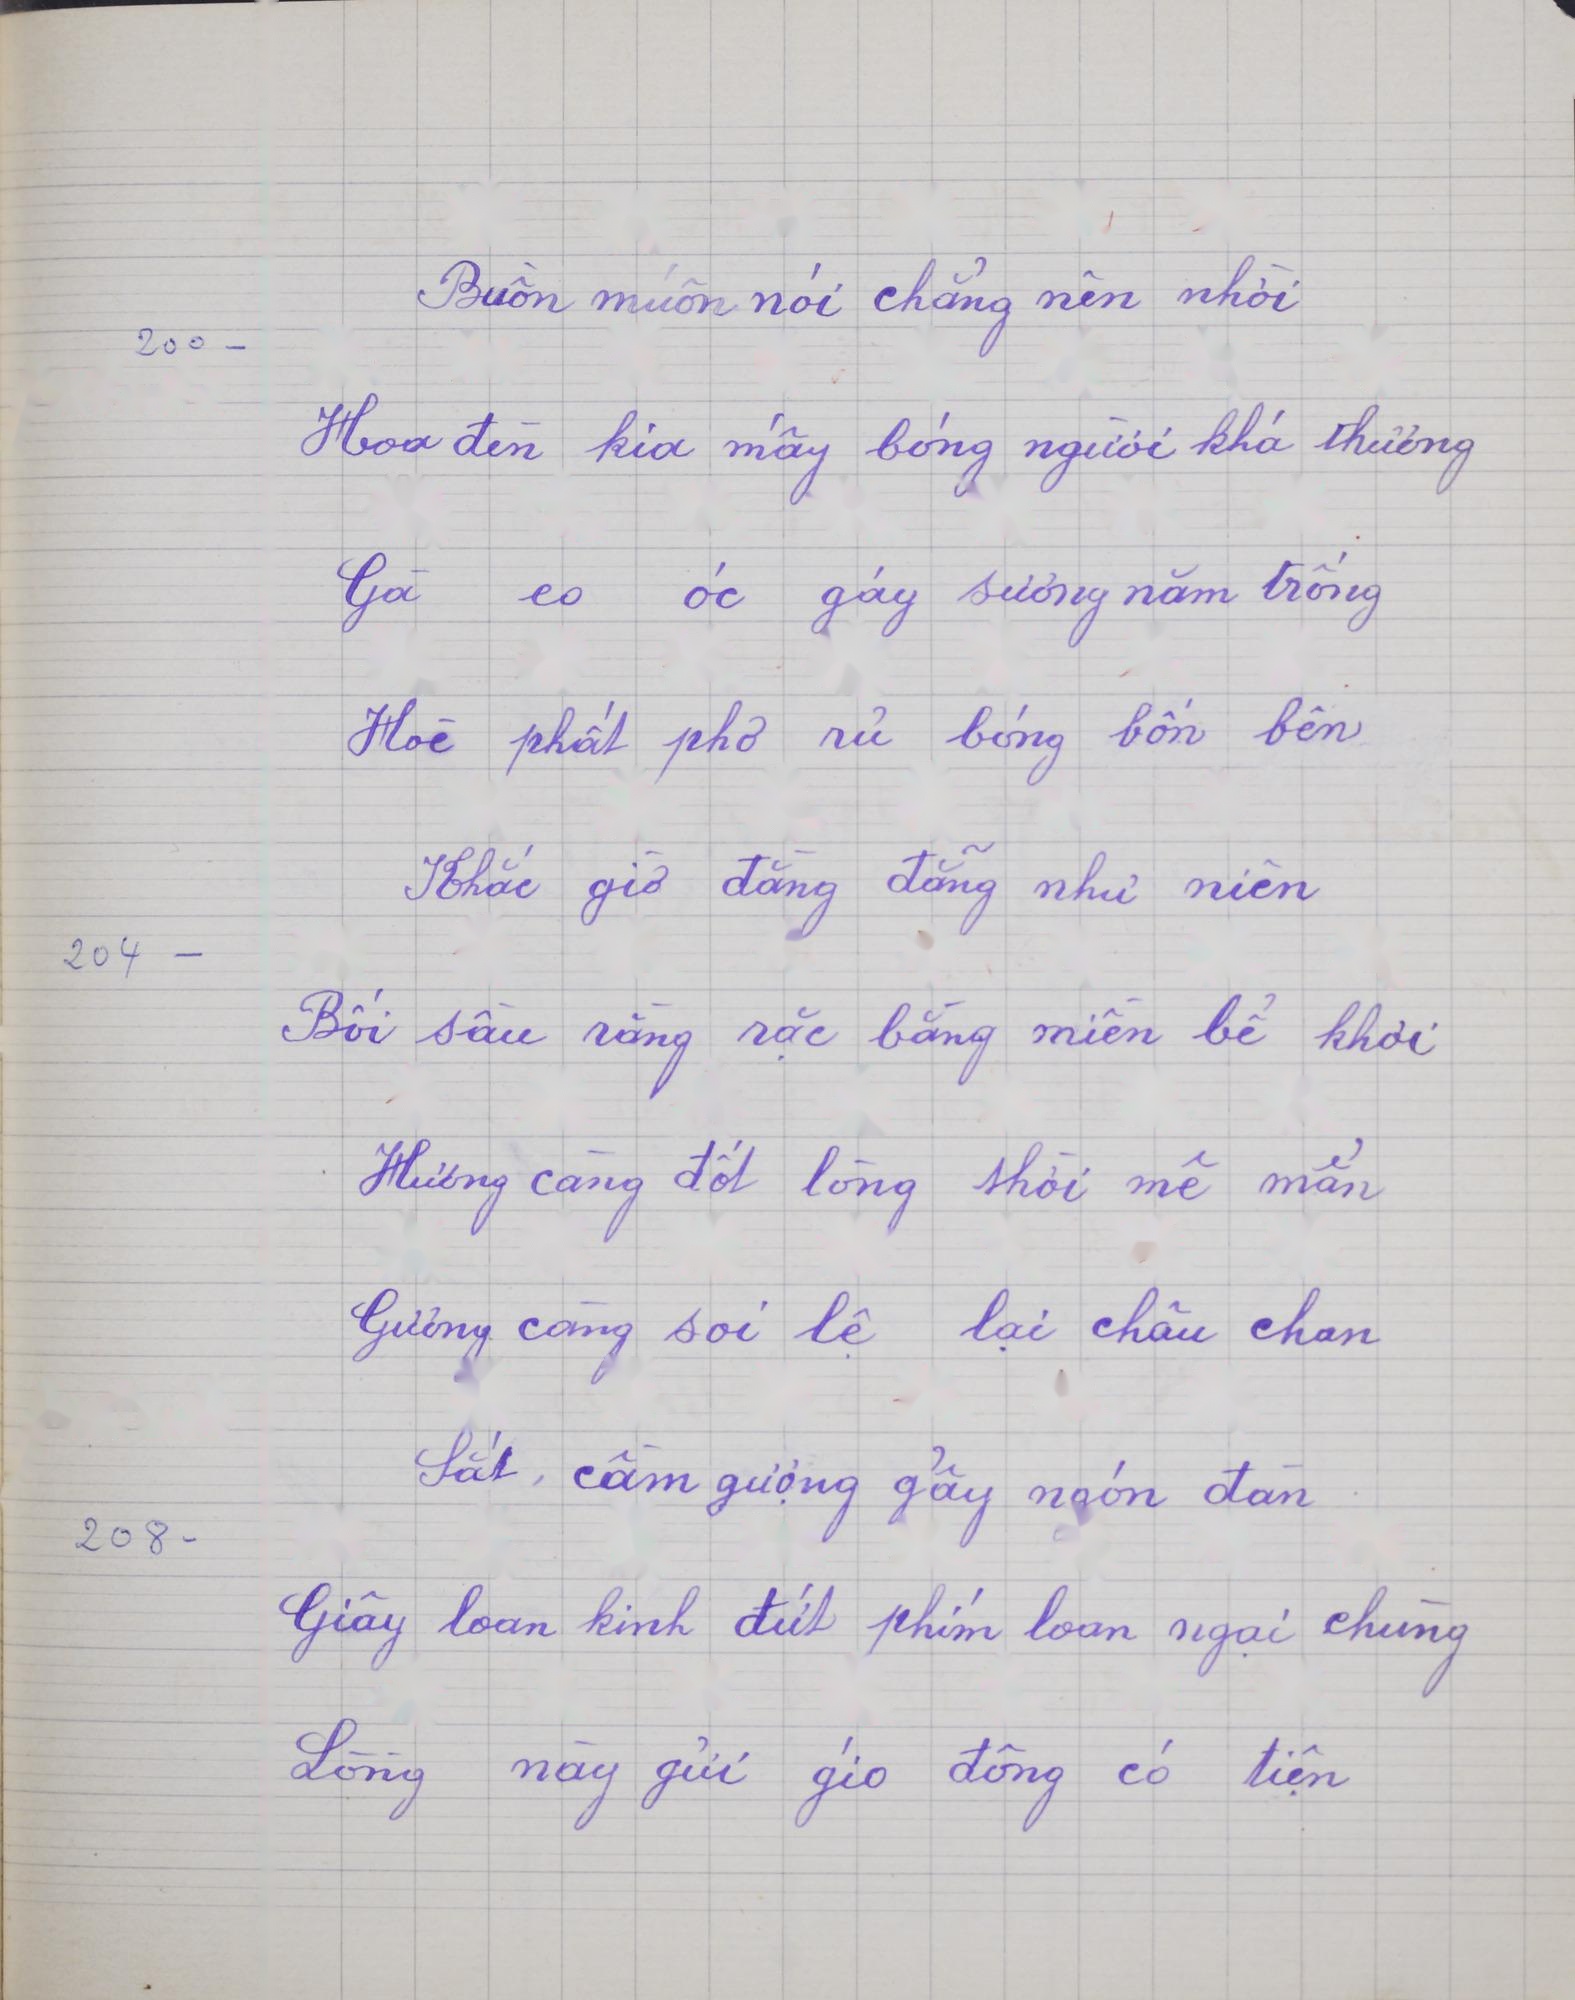 Buồn muốn nói chẳng nên nhời
200 -
Hoa đèn kia mấy bóng người khá thương
Gà eo óc gáy sương năm trống
Hoè phất phơ rủ bóng bốn bên
Khắc giờ đằng đẵng như niên
204 -
Bối sầu rằng rặc bằng miền bể khơi
Hương càng đốt lòng thời mê mẩn
Gương càng soi lệ lại châu chan
Sắt, cầm gượng gẩy ngón đàn
208 -
Giây loan kinh đứt phím loan ngại chùng
Lòng này gửi gió đông có tiện